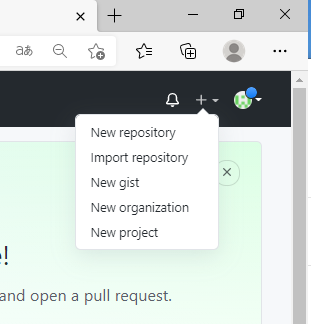 aあ
New repository
Import repository
New gist
New organization
New project
e!
and open a pull request.